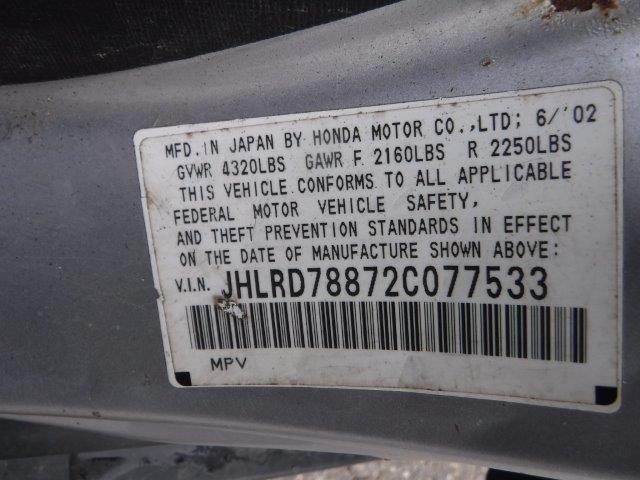 MFD. IN JAPAN BY HONDA MOTOR CO.,LTD: 6/'02
GVWR 4320LBS GAWR F 2160LBS R 2250LBS
THIS VEHICLE CONFORMS TO ALL APPLICABLE
FEDERAL MOTOR VEHICLE SAFETY,
AND THEFT PREVENTION STANDARDS IN EFFECT
ON THE DATE OF MANUFACTURE SHOWN ABOVE:
V.I.N. JHLRD78872C077533
MPV